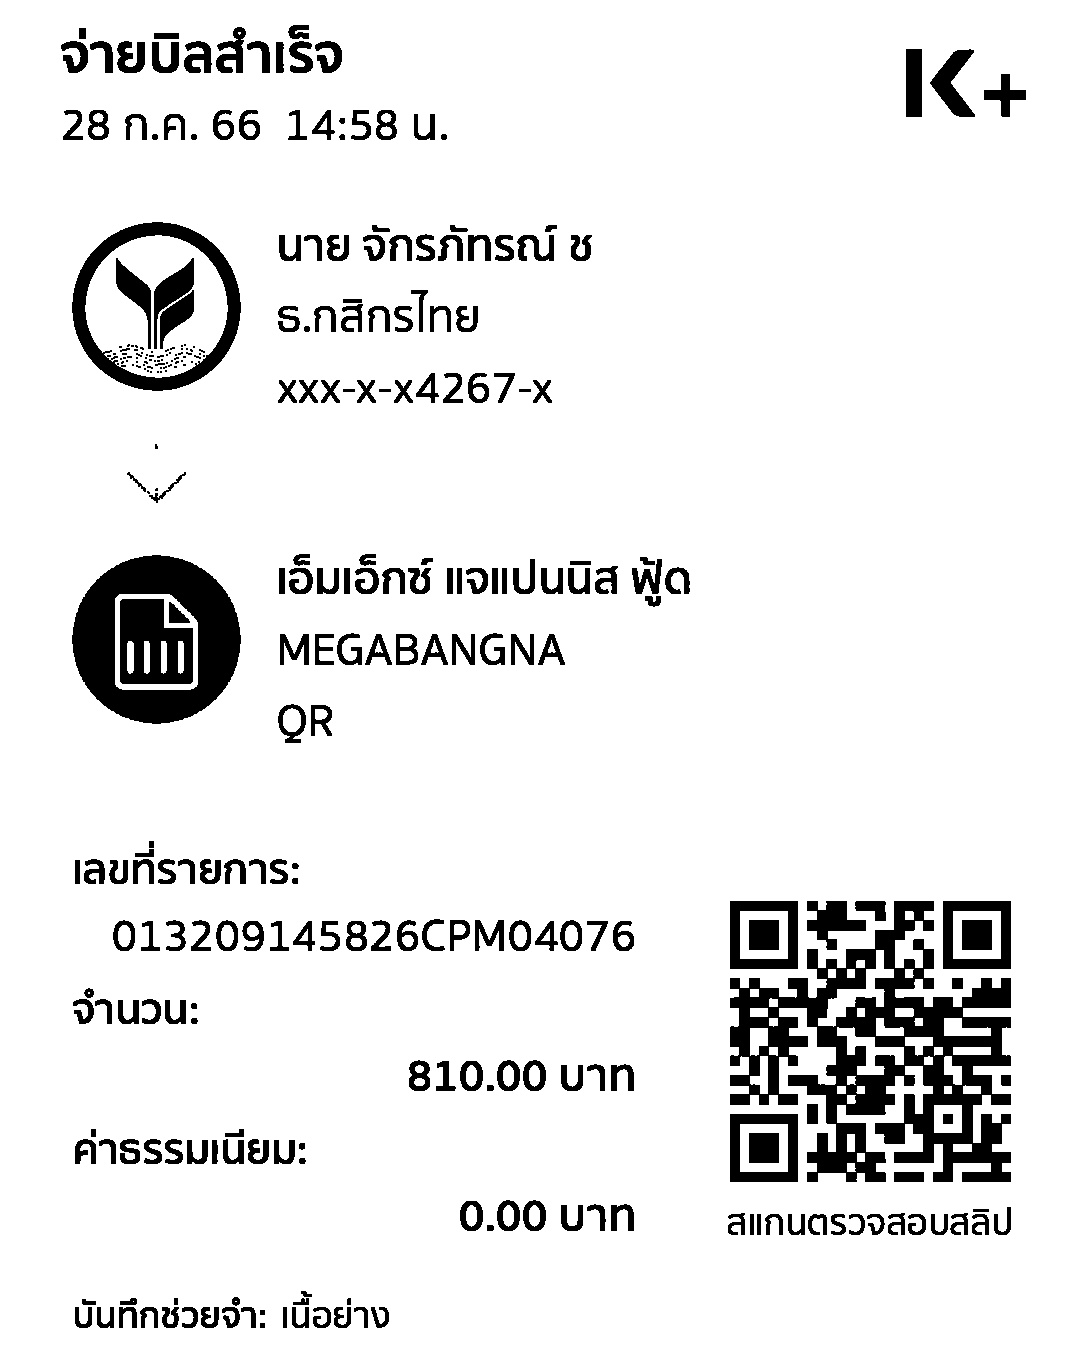 จ่ายบิลสำเร็จ
28 ก.ค. 66  14:58 น.
K+
นาย จักรภัทรณ์ ช
ธ.กสิกรไทย
xxx-x-x4267-x
เอ็มเอ็กซ์ แจแปนนิส ฟู้ด
MEGABANGNA
QR
เลขที่รายการ:
013209145826CPM04076
จำนวน:
810.00 บาท
ค่าธรรมเนียม:
0.00 บาท
สแกนตรวจสอบสลิป
บันทึกช่วยจำ: เนื้อย่าง